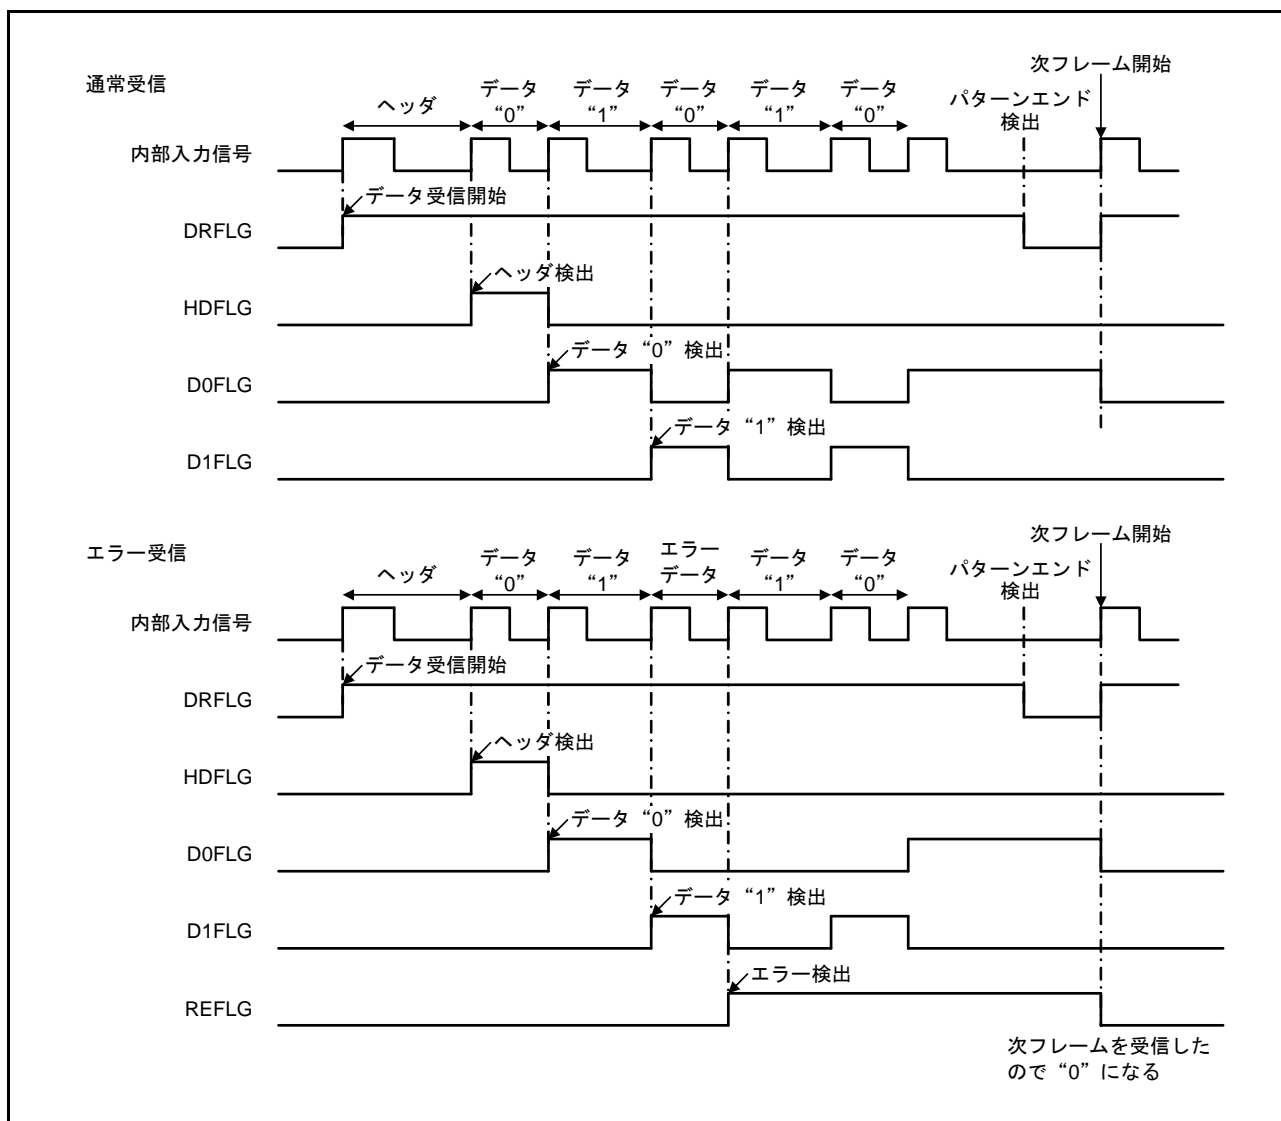 通常受信
次フレーム開始
ヘッダ
データ
“0”
データ
“1”
データ
“0”
データ
“1”
データ
“0”
パターンエンド
検出
内部入力信号
データ受信開始
DRFLG
ヘッダ検出
HDFLG
データ“0”検出
D0FLG
データ“1”検出
D1FLG
エラー受信
次フレーム開始
ヘッダ
データ
“0”
データ
“1”
エラー
データ
データ
“1”
データ
“0”
パターンエンド
検出
内部入力信号
データ受信開始
DRFLG
ヘッダ検出
HDFLG
データ“0”検出
D0FLG
データ“1”検出
D1FLG
エラー検出
REFLG
次フレームを受信した
ので“0”になる